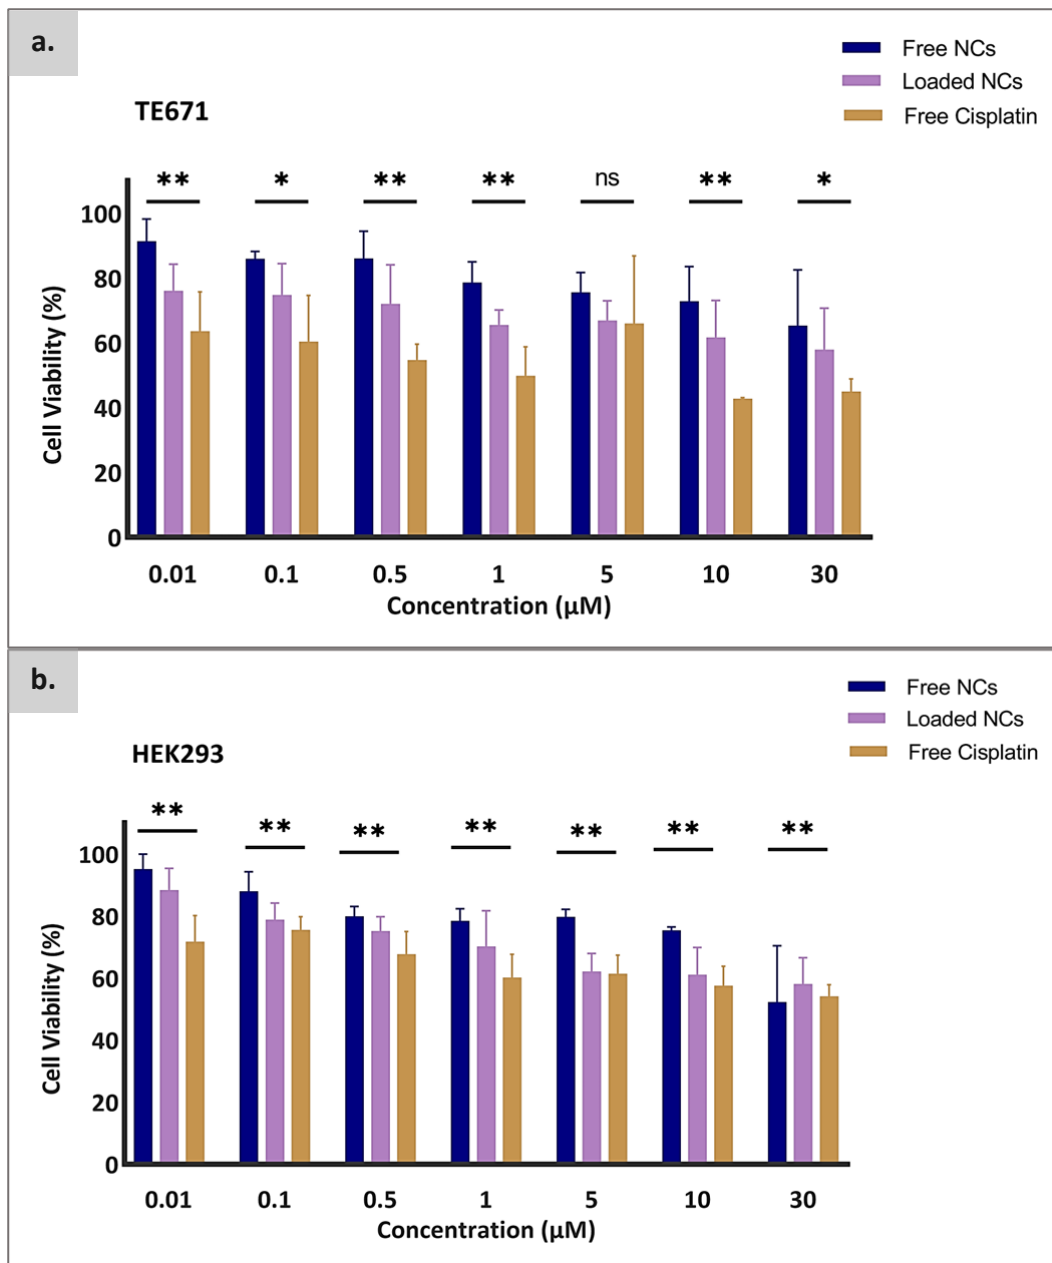 a.
Free NCs
Loaded NCs
Free Cisplatin
TE671
** * ** ** ns ** *
100
80
60
40
20
0
Cell Viability (%)
0.01 0.1 0.5 1 5 10 30
Concentration (µM)
b.
Free NCs
Loaded NCs
Free Cisplatin
HEK293
** ** ** ** ** ** **
100
80
60
40
20
0
Cell Viability (%)
0.01 0.1 0.5 1 5 10 30
Concentration (µM)